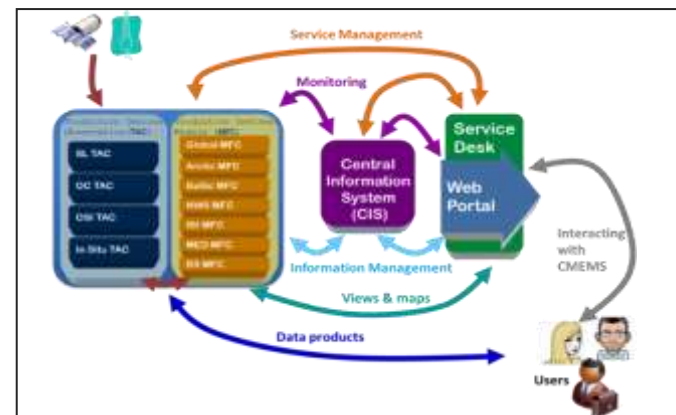 Service Management
Monitoring
(TAC)
(MFC)
SL TAC
OC TAC
OSI TAC
In Situ TAC
Global MFC
Arctic MFC
Baltic MFC
NWS MFC
IBI MFC
MED MFC
BS MFC
Central
Information
System
(CIS)
Service
Desk
Web
Portal
Interacting
with
CMEMS
Information Management
Views & maps
Data products
Users